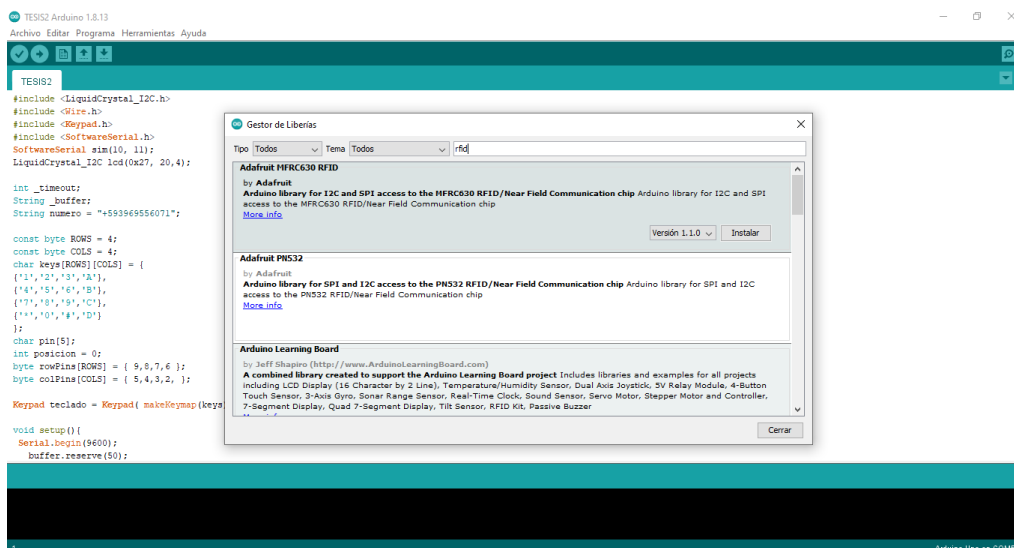 TESIS2 Arduino 1.8.13
Archivo Editar Programa Herramientas Ayuda
TESIS2
#include <LiquidCrystal_I2C.h>
#include <Wire.h>
#include <Keypad.h>
#include <SoftwareSerial.h>
SoftwareSerial sim(10, 11);
LiquidCrystal_I2C lcd(0x27, 20,4);
int _timeout;
String _buffer;
String numero = "+593969556071";
const byte ROWS = 4;
const byte COLS = 4;
char keys[ROWS][COLS] = {
{'1','2','3','A'},
{'4','5','6','B'},
{'7','8','9','C'},
{'*','0','#','D'}
};
char pin[5];
int posicion = 0;
byte rowPins[ROWS] = { 9,8,7,6 };
byte colPins[COLS] = { 5,4,3,2, };
Keypad teclado = Keypad( makeKeymap(keys)
void setup(){
Serial.begin(9600);
buffer.reserve(50);
Gestor de Liberías
Tipo Todos Tema Todos rfid
Adafruit MFRC630 RFID
by Adafruit
Arduino library for I2C and SPI access to the MFRC630 RFID/Near Field Communication chip Arduino library for I2C and SPI
access to the MFRC630 RFID/Near Field Communication chip
More info
Versión 1.1.0 Instalar
Adafruit PN532
by Adafruit
Arduino library for SPI and I2C access to the PN532 RFID/Near Field Communication chip Arduino library for SPI and I2C
access to the PN532 RFID/Near Field Communication chip
More info
Arduino Learning Board
by Jeff Shapiro (http://www.ArduinoLearningBoard.com)
A combined library created to support the Arduino Learning Board project Includes libraries and examples for all projects
including LCD Display (16 Character by 2 Line), Temperature/Humidity Sensor, Dual Axis Joystick, 5V Relay Module, 4-Button
Touch Sensor, 3-Axis Gyro, Sonar Range Sensor, Real-Time Clock, Sound Sensor, Servo Motor, Stepper Motor and Controller,
7-Segment Display, Quad 7-Segment Display, Tilt Sensor, RFID Kit, Passive Buzzer
Cerrar